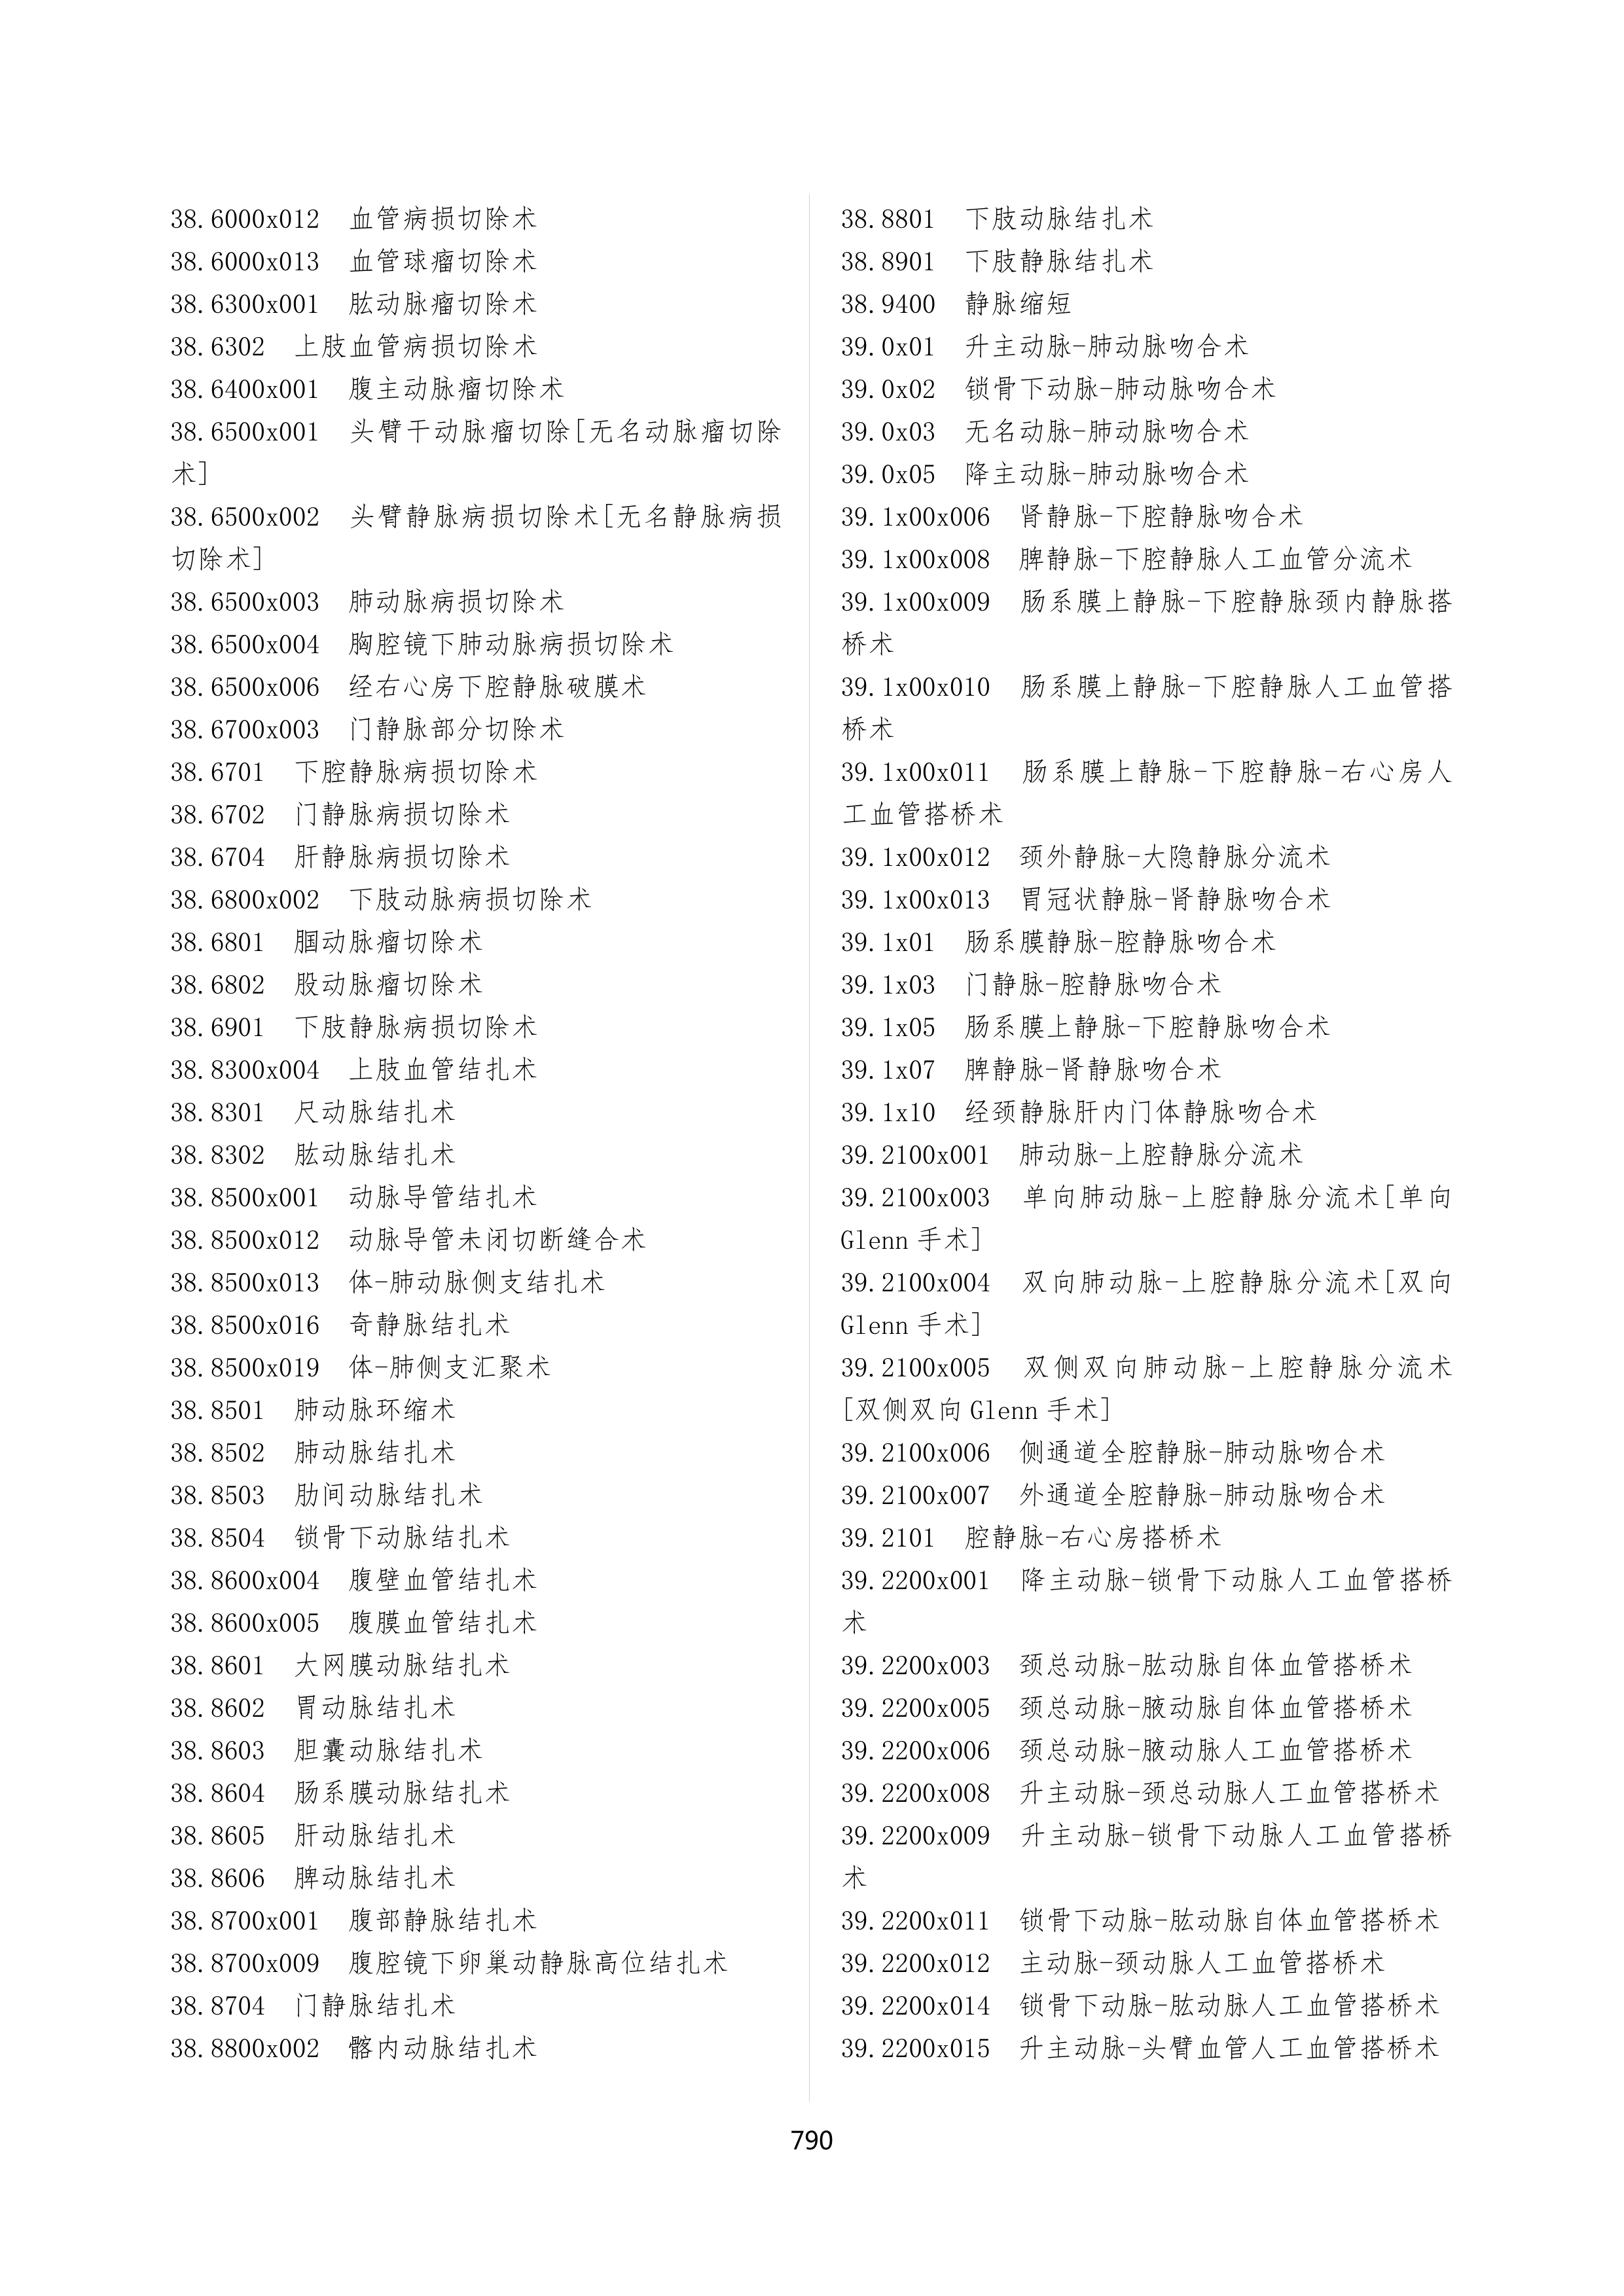 38.6000x012 血管病损切除术
38.6000x013 血管球瘤切除术
38.6300x001 肱动脉瘤切除术
38.6302 上肢血管病损切除术
38.6400x001 腹主动脉瘤切除术
38.6500x001 头臂干动脉瘤切除[无名动脉瘤切除
术]
38.6500x002 头臂静脉病损切除术[无名静脉病损
切除术]
38.6500x003 肺动脉病损切除术
38.6500x004 胸腔镜下肺动脉病损切除术
38.6500x006 经右心房下腔静脉破膜术
38.6700x003 门静脉部分切除术
38.6701 下腔静脉病损切除术
38.6702 门静脉病损切除术
38.6704 肝静脉病损切除术
38.6800x002 下肢动脉病损切除术
38.6801 腘动脉瘤切除术
38.6802 股动脉瘤切除术
38.6901 下肢静脉病损切除术
38.8300x004 上肢血管结扎术
38.8301 尺动脉结扎术
38.8302 肱动脉结扎术
38.8500x001 动脉导管结扎术
38.8500x012 动脉导管未闭切断缝合术
38.8500x013 体-肺动脉侧支结扎术
38.8500x016 奇静脉结扎术
38.8500x019 体-肺侧支汇聚术
38.8501 肺动脉环缩术
38.8502 肺动脉结扎术
38.8503 肋间动脉结扎术
38.8504 锁骨下动脉结扎术
38.8600x004 腹壁血管结扎术
38.8600x005 腹膜血管结扎术
38.8601 大网膜动脉结扎术
38.8602 胃动脉结扎术
38.8603 胆囊动脉结扎术
38.8604 肠系膜动脉结扎术
38.8605 肝动脉结扎术
38.8606 脾动脉结扎术
38.8700x001 腹部静脉结扎术
38.8700x009 腹腔镜下卵巢动静脉高位结扎术
38.8704 门静脉结扎术
38.8800x002 髂内动脉结扎术
38.8801 下肢动脉结扎术
38.8901 下肢静脉结扎术
38.9400 静脉缩短
39.0x01 升主动脉-肺动脉吻合术
39.0x02 锁骨下动脉-肺动脉吻合术
39.0x03 无名动脉-肺动脉吻合术
39.0x05 降主动脉-肺动脉吻合术
39.1x00x006 肾静脉-下腔静脉吻合术
39.1x00x008 脾静脉-下腔静脉人工血管分流术
39.1x00x009 肠系膜上静脉-下腔静脉颈内静脉搭
桥术
39.1x00x010 肠系膜上静脉-下腔静脉人工血管搭
桥术
39.1x00x011 肠系膜上静脉-下腔静脉-右心房人
工血管搭桥术
39.1x00x012 颈外静脉-大隐静脉分流术
39.1x00x013 胃冠状静脉-肾静脉吻合术
39.1x01 肠系膜静脉-腔静脉吻合术
39.1x03 门静脉-腔静脉吻合术
39.1x05 肠系膜上静脉-下腔静脉吻合术
39.1x07 脾静脉-肾静脉吻合术
39.1x10 经颈静脉肝内门体静脉吻合术
39.2100x001 肺动脉-上腔静脉分流术
39.2100x003 单向肺动脉-上腔静脉分流术[单向
Glenn 手术]
39.2100x004 双向肺动脉-上腔静脉分流术[双向
Glenn 手术]
39.2100x005 双侧双向肺动脉-上腔静脉分流术
[双侧双向 Glenn 手术]
39.2100x006 侧通道全腔静脉-肺动脉吻合术
39.2100x007 外通道全腔静脉-肺动脉吻合术
39.2101 腔静脉-右心房搭桥术
39.2200x001 降主动脉-锁骨下动脉人工血管搭桥
术
39.2200x003 颈总动脉-肱动脉自体血管搭桥术
39.2200x005 颈总动脉-腋动脉自体血管搭桥术
39.2200x006 颈总动脉-腋动脉人工血管搭桥术
39.2200x008 升主动脉-颈总动脉人工血管搭桥术
39.2200x009 升主动脉-锁骨下动脉人工血管搭桥
术
39.2200x011 锁骨下动脉-肱动脉自体血管搭桥术
39.2200x012 主动脉-颈动脉人工血管搭桥术
39.2200x014 锁骨下动脉-肱动脉人工血管搭桥术
39.2200x015 升主动脉-头臂血管人工血管搭桥术
790